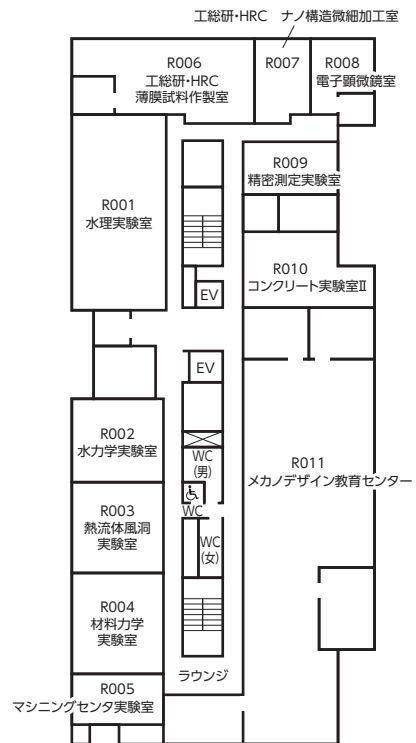 工総研・HRC ナノ構造微細加工室
R006
工総研・HRC
薄膜試料作製室
R007
R008
電子顕微鏡室
R009
精密測定実験室
R001
水理実験室
R010
コンクリート実験室Ⅱ
EV
EV
R002
水力学実験室
WC
(男)
R011
メカノデザイン教育センター
WC
R003
熱流体風洞
実験室
WC
(女)
R004
材料力学
実験室
ラウンジ
R005
マシニングセンタ実験室